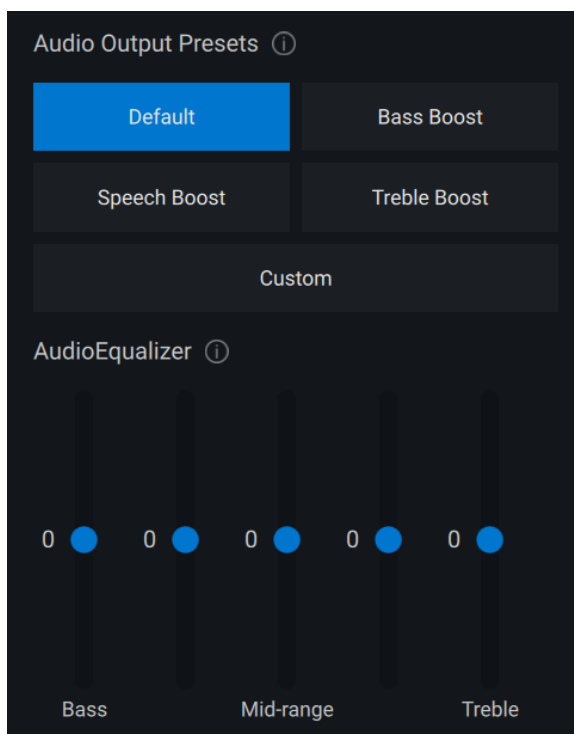 Audio Output Presets
Default
Bass Boost
Speech Boost
Treble Boost
Custom
AudioEqualizer
0 0 0 0 0
Bass Mid-range Treble